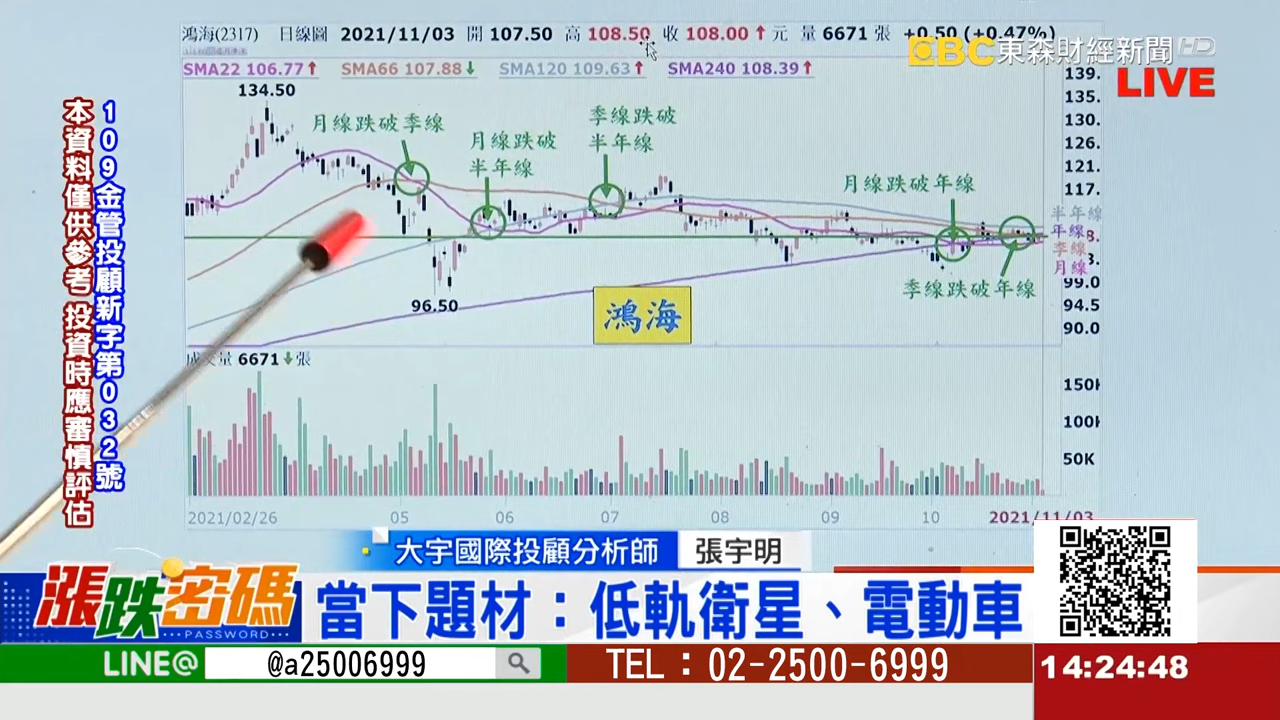 鴻海(2317) 日線圖 2021/11/03 開 107.50 高 108.50 收 108.00↑元 量 6671 張 +0.50 (+0.47%)
EBC東森財經新聞HD
LIVE
SMA22 106.77↑ SMA66 107.88↓ SMA120 109.63↑ SMA240 108.39↑
134.50
月線跌破季線
月線跌破
半年線
季線跌破
半年線
月線跌破年線
季線跌破年線
96.50
鴻海
139.
135.
130.
126.
121.
117.
半年線
年線
季線
月線
99.0
94.5
90.0
成交量 6671↓張
150K
100K
50K
2021/02/26 05 06 07 08 09 10 2021/11/03
109金管投顧新字第032號
本資料僅供參考 投資時應審慎評估
大宇國際投顧分析師 張宇明
漲跌密碼
PASSWORD
當下題材：低軌衛星、電動車
LINE@ @a25006999
TEL：02-2500-6999
14:24:48